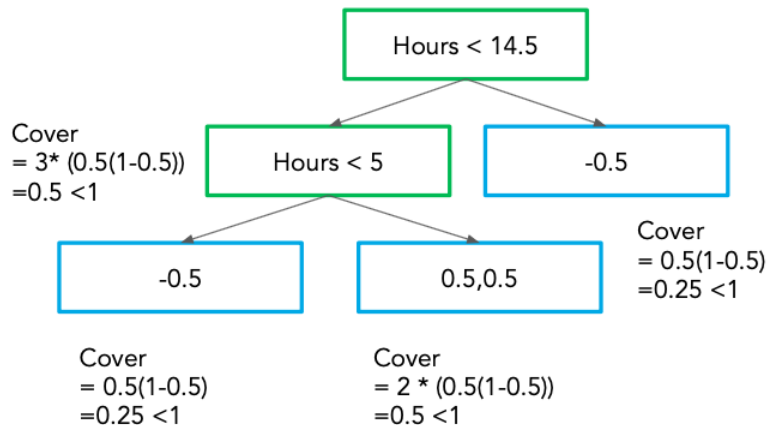 Hours < 14.5
Cover
= 3* (0.5(1-0.5))
=0.5 <1
Hours < 5
-0.5
Cover
= 0.5(1-0.5)
=0.25 <1
-0.5
0.5,0.5
Cover
= 0.5(1-0.5)
=0.25 <1
Cover
= 2 * (0.5(1-0.5))
=0.5 <1